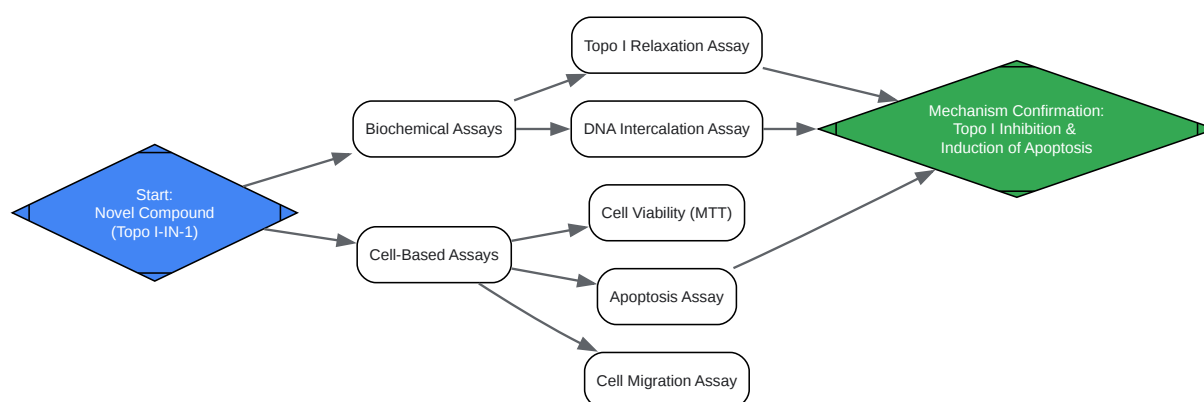 Start:
Novel Compound
(Topo I-IN-1)
Biochemical Assays
Cell-Based Assays
Topo I Relaxation Assay
DNA Intercalation Assay
Cell Viability (MTT)
Apoptosis Assay
Cell Migration Assay
Mechanism Confirmation:
Topo I Inhibition &
Induction of Apoptosis